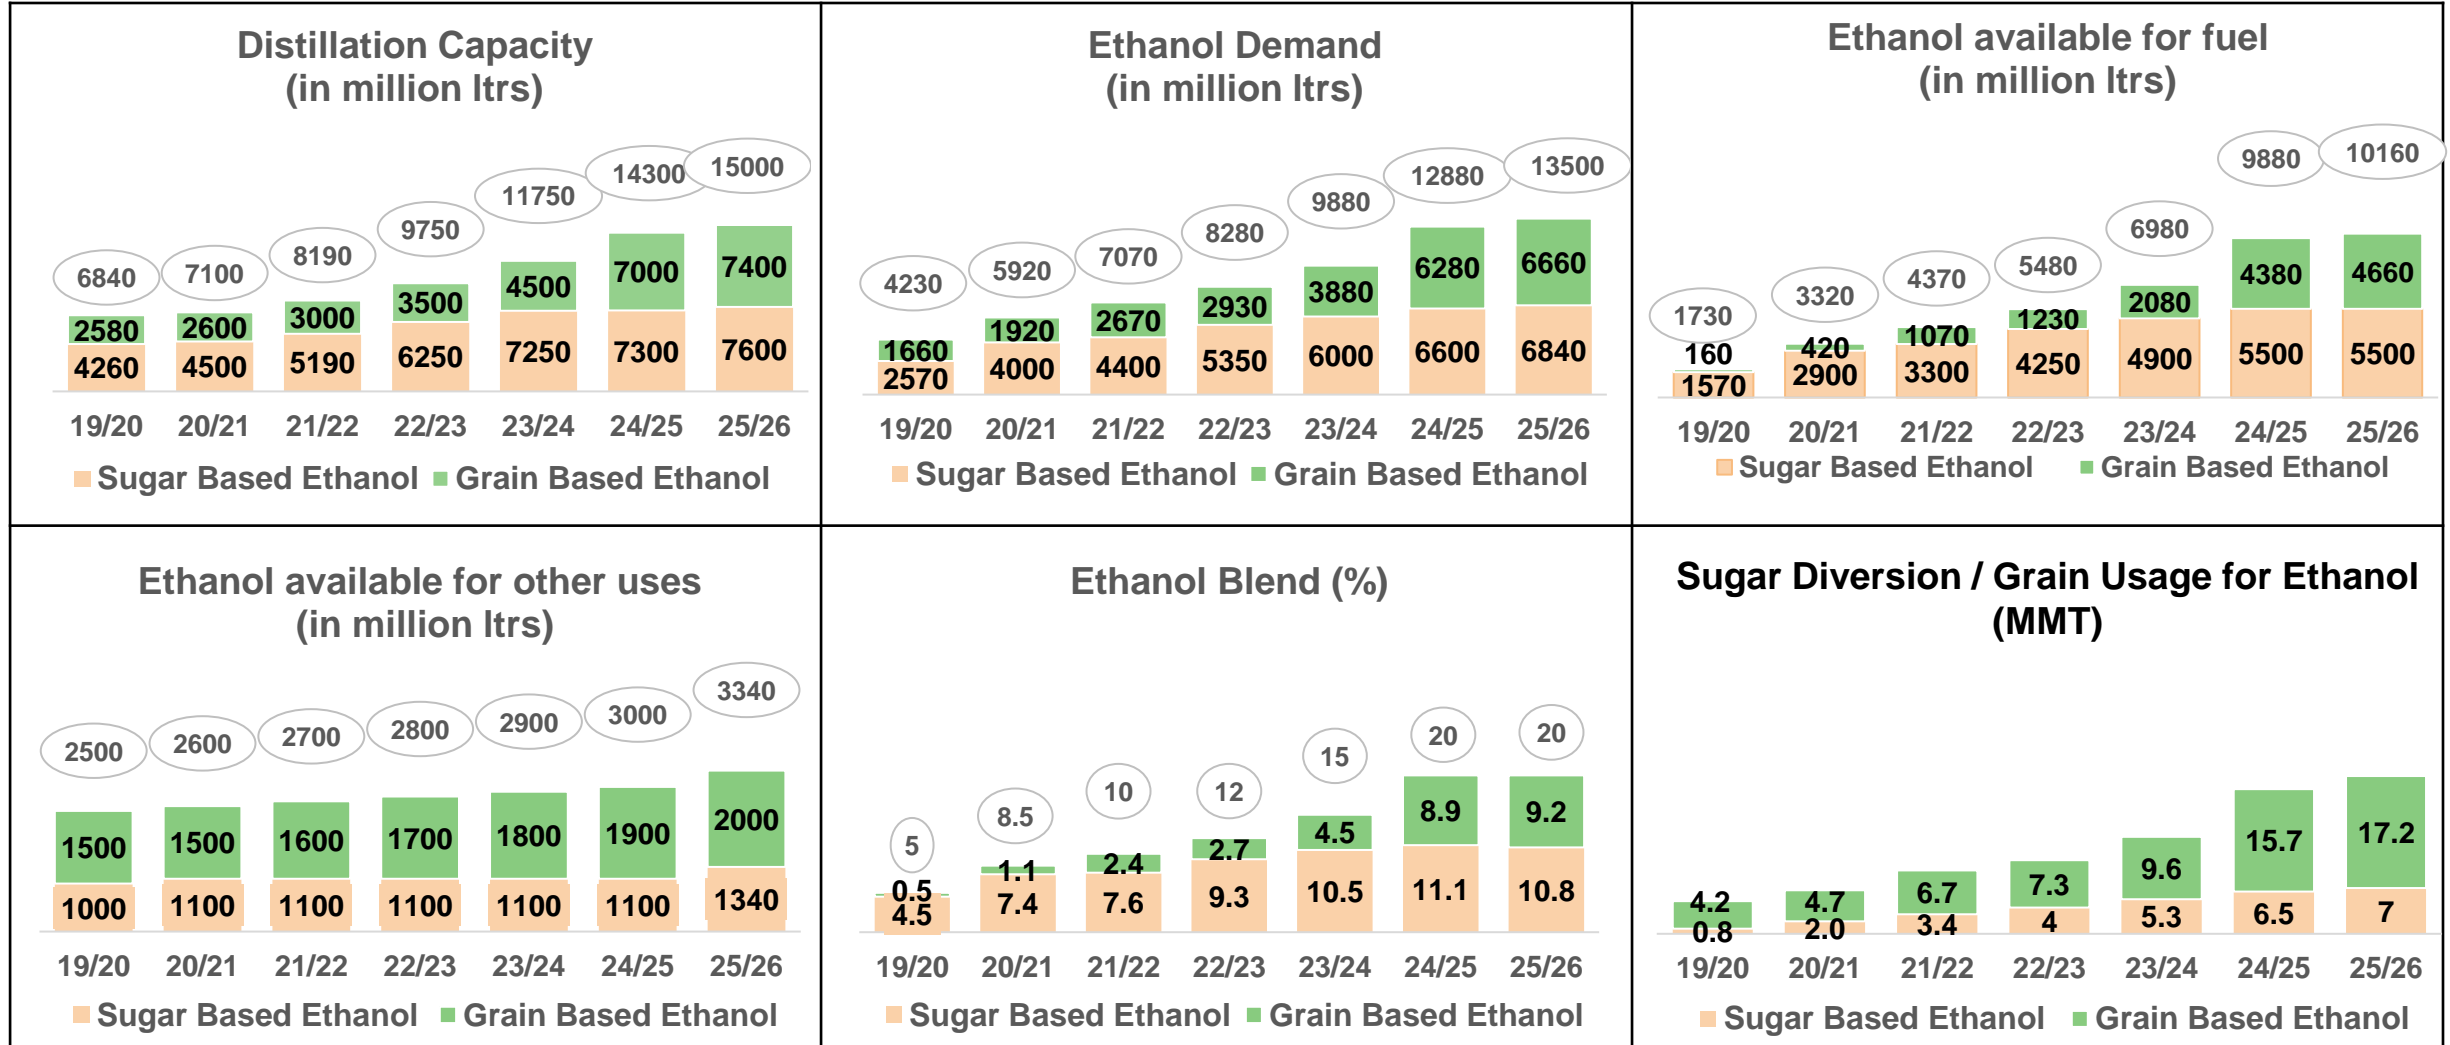 Distillation Capacity
(in million ltrs)
6840 7100 8190 9750 11750 14300 15000
2580 2600 3000 3500 4500 7000 7400
4260 4500 5190 6250 7250 7300 7600
19/20 20/21 21/22 22/23 23/24 24/25 25/26
Sugar Based Ethanol Grain Based Ethanol
Ethanol Demand
(in million ltrs)
4230 5920 7070 8280 9880 12880 13500
1660 1920 2670 2930 3880 6280 6660
2570 4000 4400 5350 6000 6600 6840
19/20 20/21 21/22 22/23 23/24 24/25 25/26
Sugar Based Ethanol Grain Based Ethanol
Ethanol available for fuel
(in million ltrs)
1730 3320 4370 5480 6980 9880 10160
160 420 1070 1230 2080 4380 4660
1570 2900 3300 4250 4900 5500 5500
19/20 20/21 21/22 22/23 23/24 24/25 25/26
Sugar Based Ethanol Grain Based Ethanol
Ethanol available for other uses
(in million ltrs)
2500 2600 2700 2800 2900 3000 3340
1500 1500 1600 1700 1800 1900 2000
1000 1100 1100 1100 1100 1100 1340
19/20 20/21 21/22 22/23 23/24 24/25 25/26
Sugar Based Ethanol Grain Based Ethanol
Ethanol Blend (%)
5 8.5 10 12 15 20 20
0.5 1.1 2.4 2.7 4.5 8.9 9.2
4.5 7.4 7.6 9.3 10.5 11.1 10.8
19/20 20/21 21/22 22/23 23/24 24/25 25/26
Sugar Based Ethanol Grain Based Ethanol
Sugar Diversion / Grain Usage for Ethanol
(MMT)
4.2 4.7 6.7 7.3 9.6 15.7 17.2
0.8 2.0 3.4 4 5.3 6.5 7
19/20 20/21 21/22 22/23 23/24 24/25 25/26
Sugar Based Ethanol Grain Based Ethanol